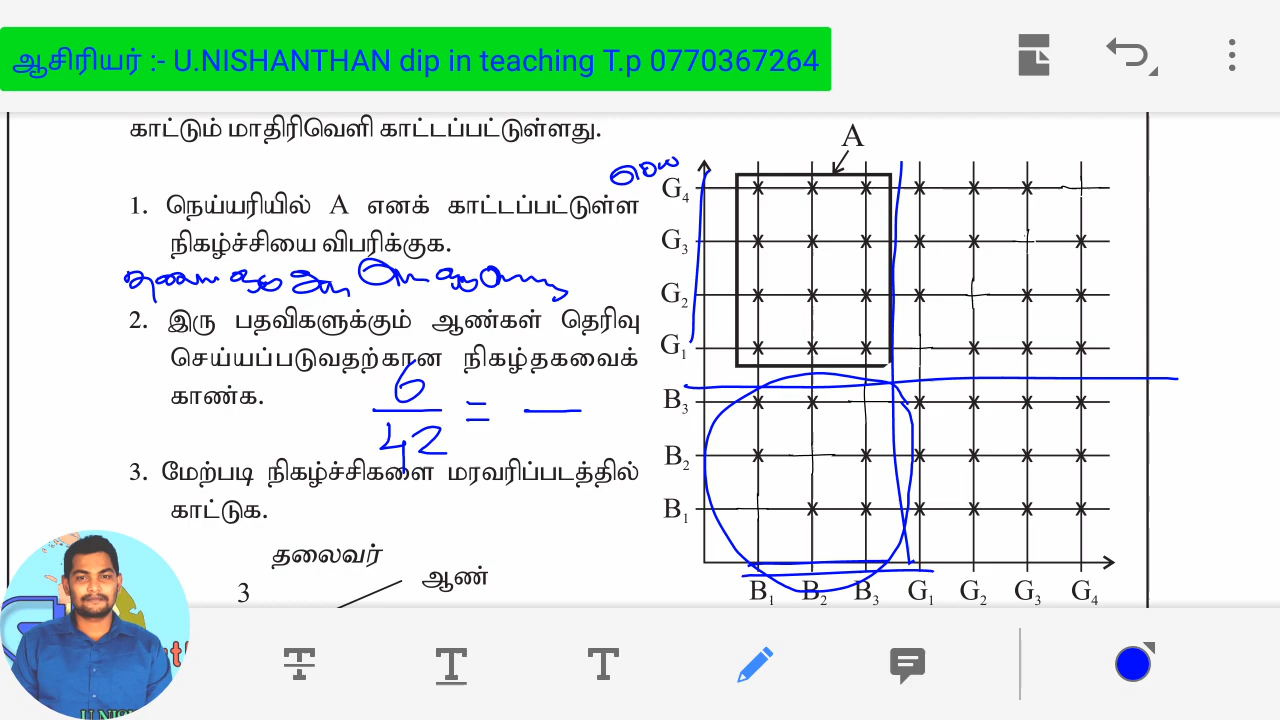 ஆசிரியர் :- U.NISHANTHAN dip in teaching T.p 0770367264
காட்டும் மாதிரிவெளி காட்டப்பட்டுள்ளது.
1. நெய்யரியில் A எனக் காட்டப்பட்டுள்ள
நிகழ்ச்சியை விபரிக்குக.
2. இரு பதவிகளுக்கும் ஆண்கள் தெரிவு
செய்யப்படுவதற்கான நிகழ்தகவைக்
காண்க.
6
42
=
3. மேற்படி நிகழ்ச்சிகளை மரவரிப்படத்தில்
காட்டுக.
தலைவர்
3
ஆண்
A
G4
G3
G2
G1
B3
B2
B1
B1 B2 B3 G1 G2 G3 G4
T T T